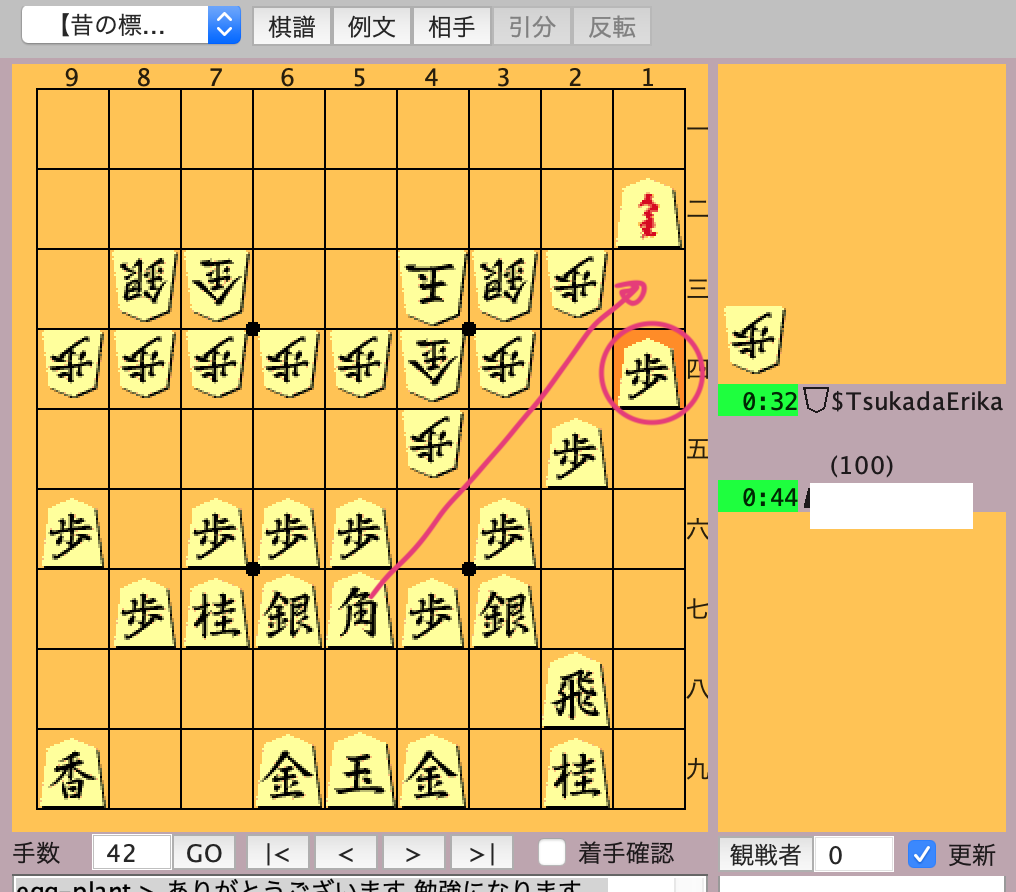 【昔の標... 棋譜 例文 相手 引分 反転
9 8 7 6 5 4 3 2 1
一
二
銀 金 王 銀 歩 三
歩 歩 歩 歩 歩 金 歩 歩 四
歩
歩 歩 五
歩 歩 歩 歩 歩 六
歩 桂 銀 角 歩 銀 七
飛 八
香 金 玉 金 桂 九
0:32 $TsukadaErika
(100)
0:44
手数 42 GO |< < > >| 着手確認 観戦者 0 更新
egg-plant > ありがとうございます 勉強になります